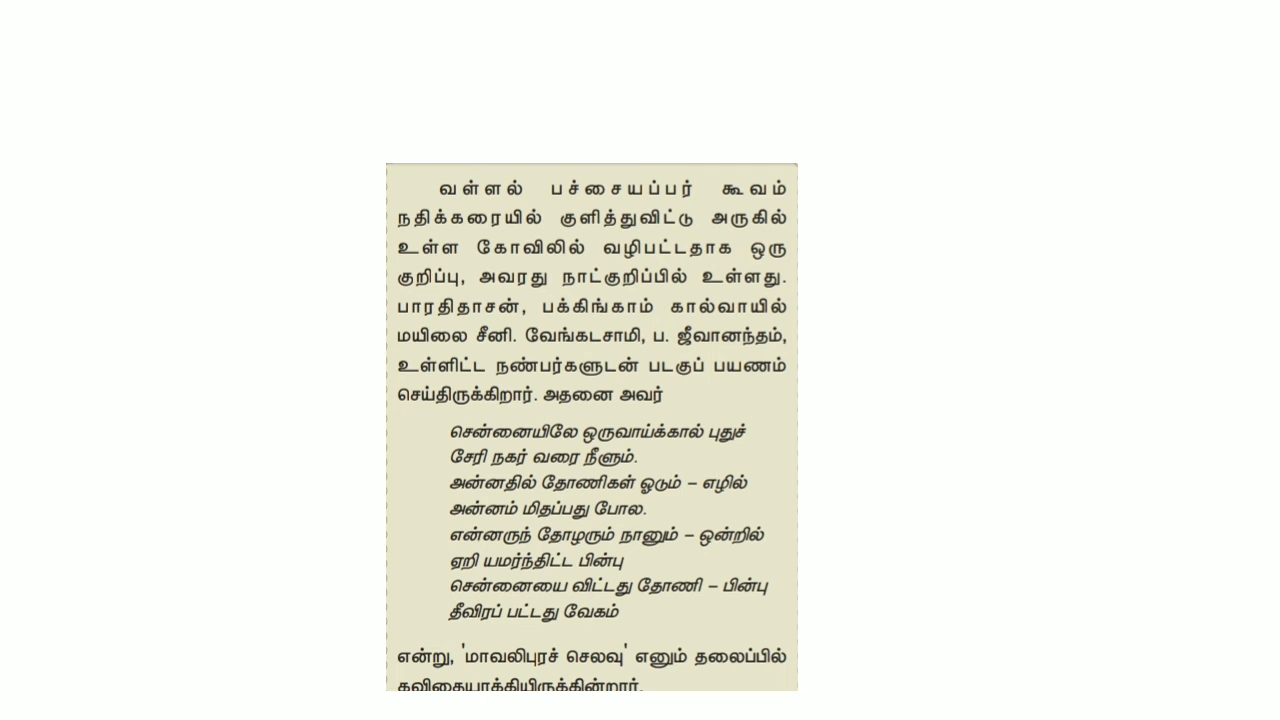 வள்ளல் பச்சையப்பர் கூவம்
நதிக்கரையில் குளித்துவிட்டு அருகில்
உள்ள கோவிலில் வழிபட்டதாக ஒரு
குறிப்பு, அவரது நாட்குறிப்பில் உள்ளது.
பாரதிதாசன், பக்கிங்காம் கால்வாயில்
மயிலை சீனி. வேங்கடசாமி, ப. ஜீவானந்தம்,
உள்ளிட்ட நண்பர்களுடன் படகுப் பயணம்
செய்திருக்கிறார். அதனை அவர்
சென்னையிலே ஒருவாய்க்கால் புதுச்
சேரி நகர் வரை நீளும்.
அன்னதில் தோணிகள் ஓடும் – எழில்
அன்னம் மிதப்பது போல.
என்னருந் தோழரும் நானும் – ஒன்றில்
ஏறி யமர்ந்திட்ட பின்பு
சென்னையை விட்டது தோணி – பின்பு
தீவிரப் பட்டது வேகம்
என்று, 'மாவலிபுரச் செலவு' எனும் தலைப்பில்
கவிதையாக்கியிருக்கின்றார்.